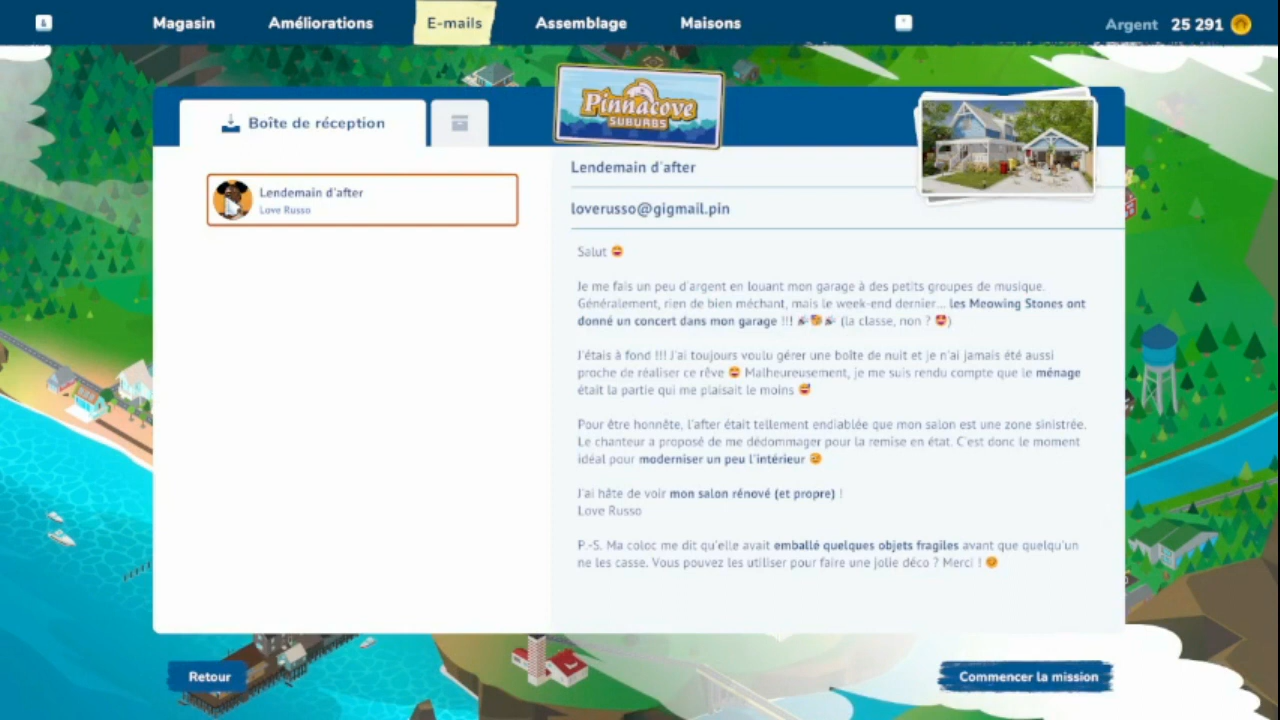 Magasin
Améliorations
E-mails
Assemblage
Maisons
Argent 25 291
Boîte de réception
Pinnacove
SUBURBS
Lendemain d'after
Love Russo
Lendemain d'after
loverusso@gigmail.pin
Salut
Je me fais un peu d'argent en louant mon garage à des petits groupes de musique.
Généralement, rien de bien méchant, mais le week-end dernier... les Meowing Stones ont
donné un concert dans mon garage !!! (la classe, non ? )
J'étais à fond !!! J'ai toujours voulu gérer une boîte de nuit et je n'ai jamais été aussi
proche de réaliser ce rêve Malheureusement, je me suis rendu compte que le ménage
était la partie qui me plaisait le moins
Pour être honnête, l'after était tellement endiablée que mon salon est une zone sinistrée.
Le chanteur a proposé de me dédommager pour la remise en état. C'est donc le moment
idéal pour moderniser un peu l'intérieur
J'ai hâte de voir mon salon rénové (et propre) !
Love Russo
P.-S. Ma coloc me dit qu'elle avait emballé quelques objets fragiles avant que quelqu'un
ne les casse. Vous pouvez les utiliser pour faire une jolie déco ? Merci !
Retour
Commencer la mission